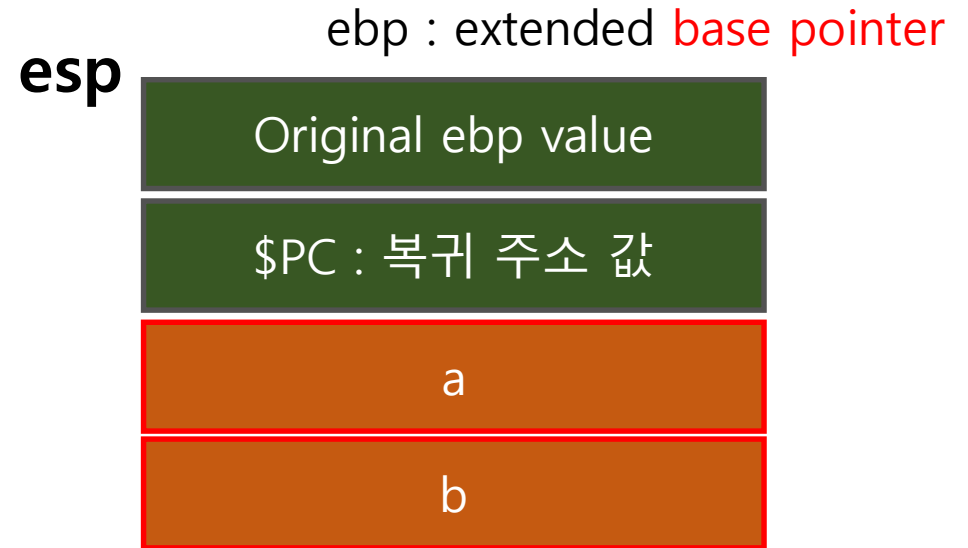 ebp : extended base pointer
esp
Original ebp value
$PC : 복귀 주소 값
a
b